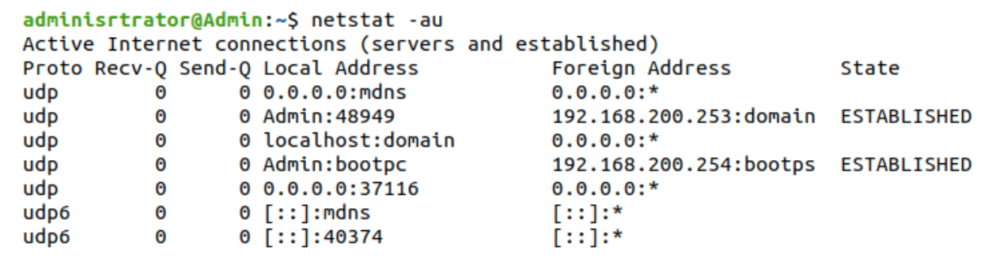 adminisrtrator@Admin:~$ netstat -au
Active Internet connections (servers and established)
Proto Recv-Q Send-Q Local Address           Foreign Address         State
udp        0      0 0.0.0.0:mdns            0.0.0.0:*
udp        0      0 Admin:48949             192.168.200.253:domain  ESTABLISHED
udp        0      0 localhost:domain        0.0.0.0:*
udp        0      0 Admin:bootpc            192.168.200.254:bootps  ESTABLISHED
udp        0      0 0.0.0.0:37116           0.0.0.0:*
udp6       0      0 [::]:mdns               [::]:*
udp6       0      0 [::]:40374              [::]:*